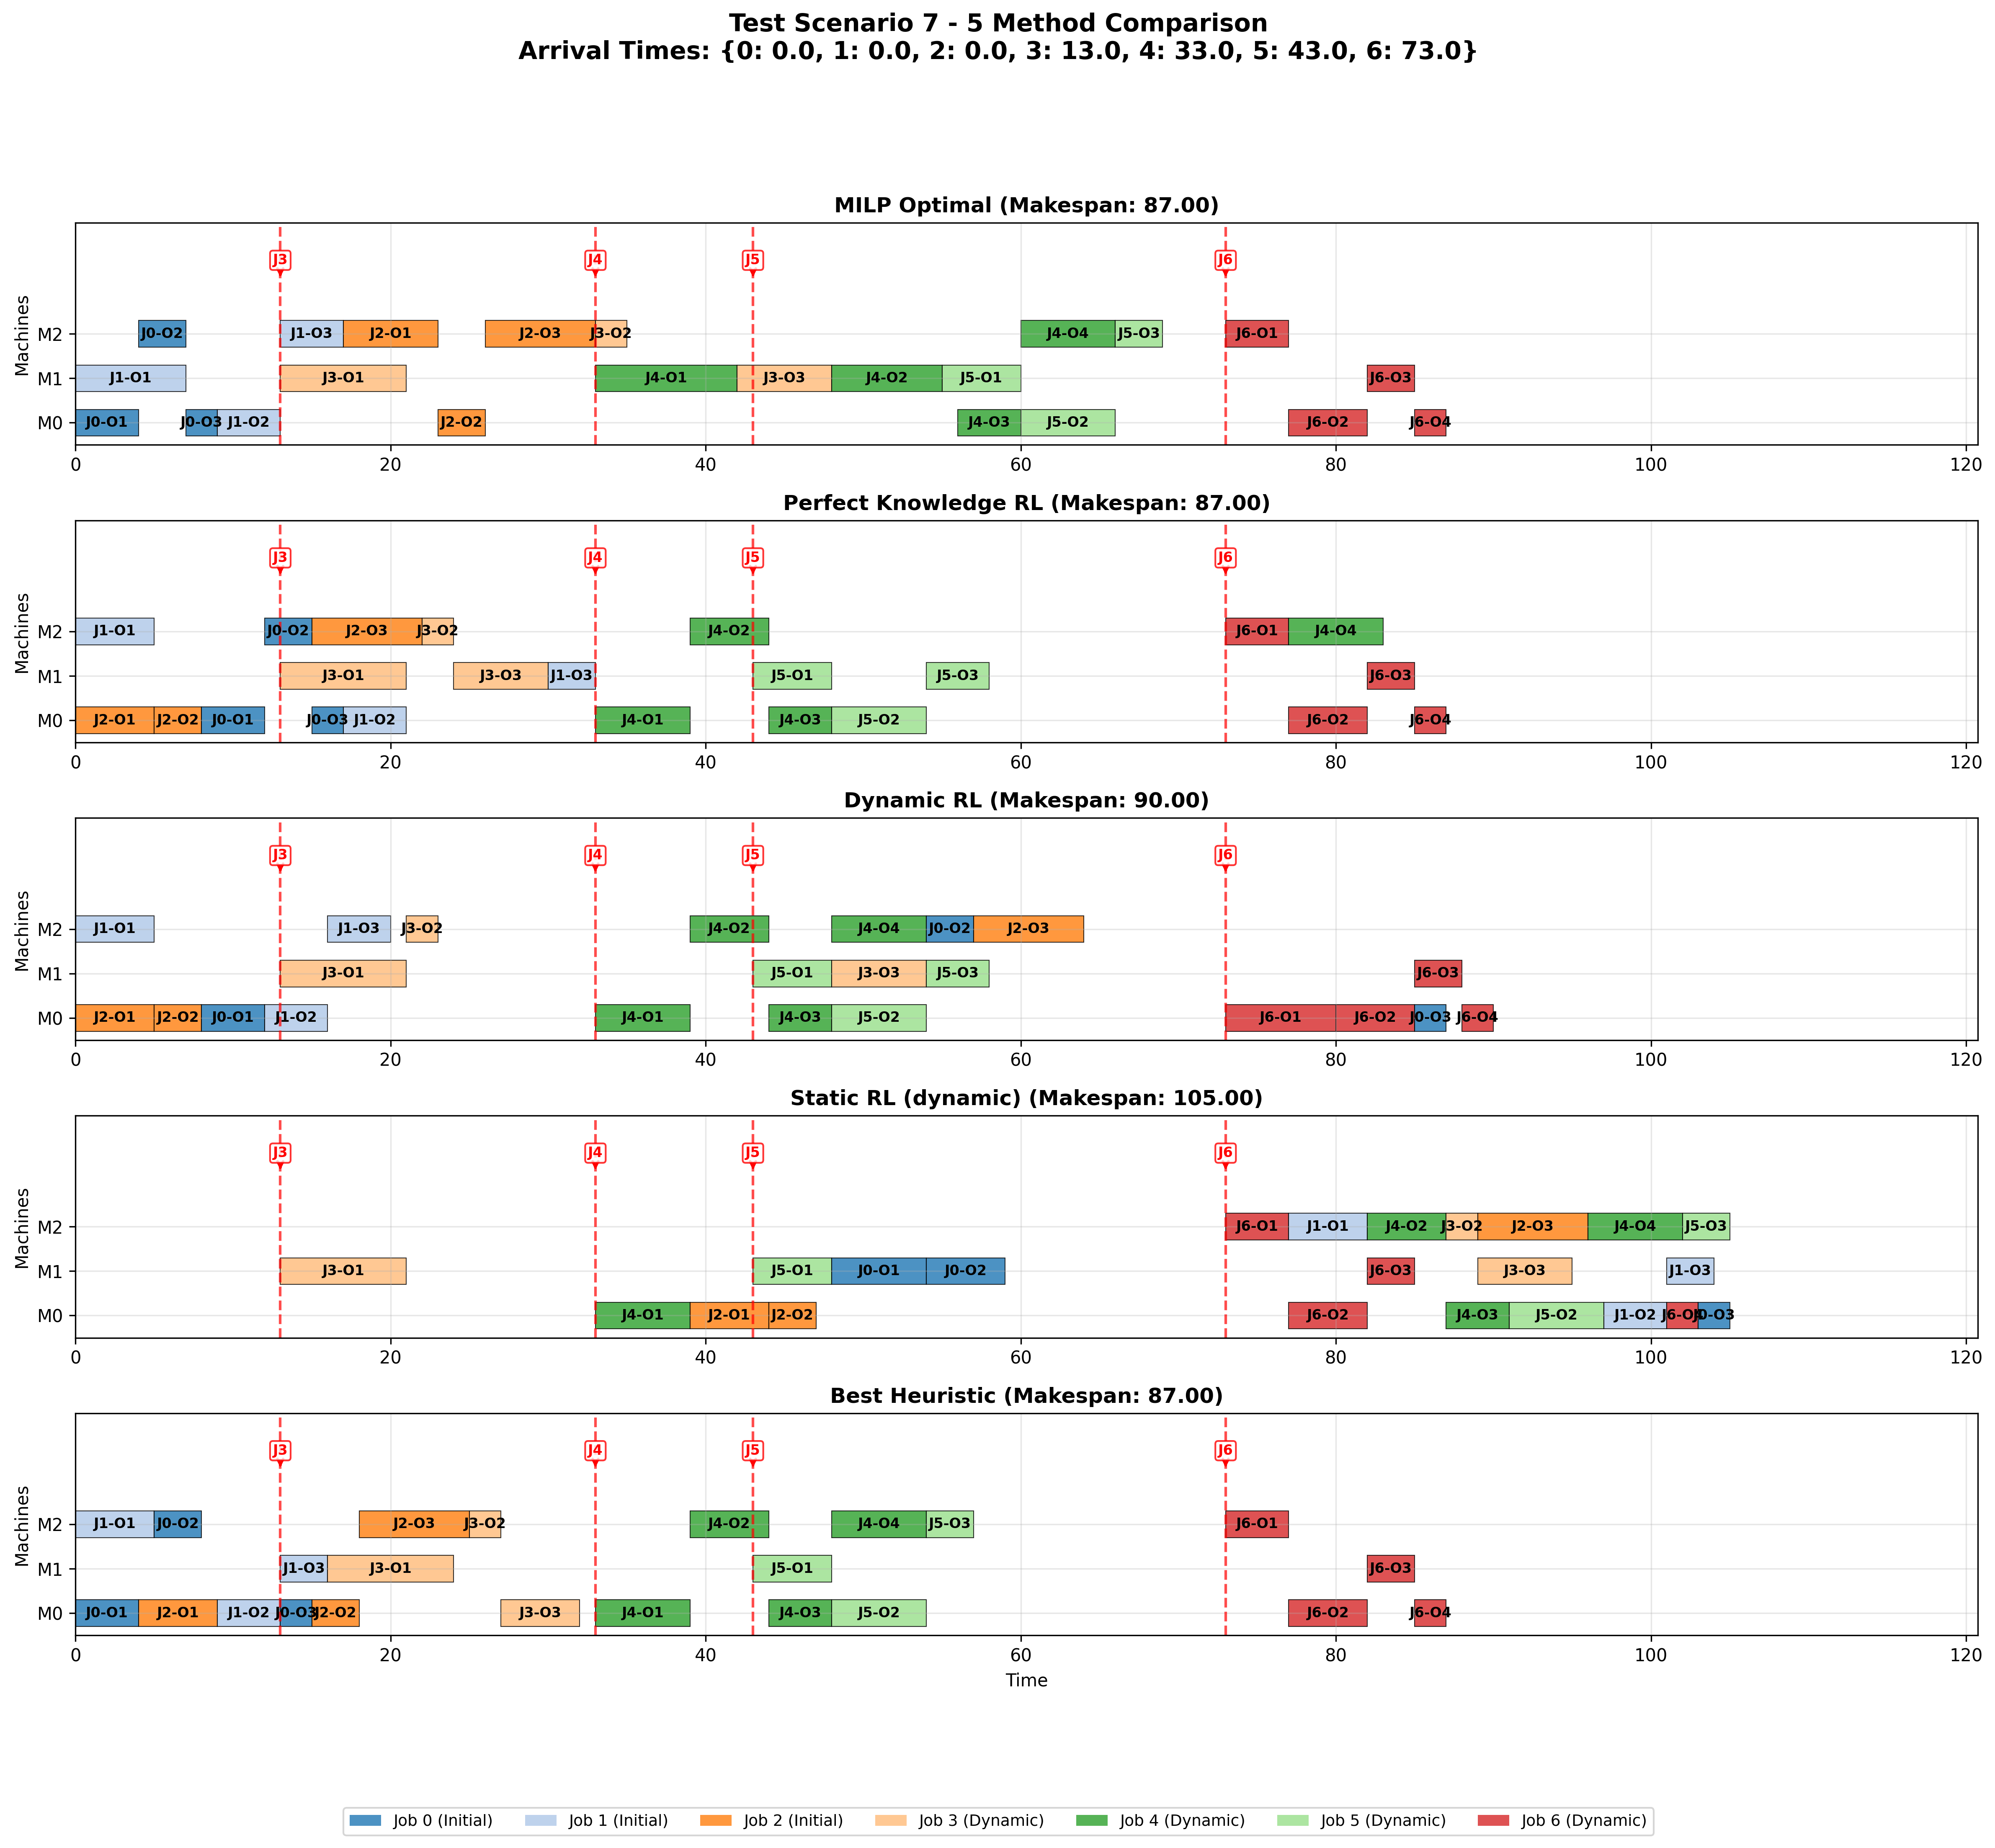 Test Scenario 7 - 5 Method Comparison
Arrival Times: {0: 0.0, 1: 0.0, 2: 0.0, 3: 13.0, 4: 33.0, 5: 43.0, 6: 73.0}
MILP Optimal (Makespan: 87.00)
J3 J4 J5 J6
Machines
M2 J0-O2 J1-O3 J2-O1 J2-O3 J3-O2 J4-O4 J5-O3 J6-O1
M1 J1-O1 J3-O1 J4-O1 J3-O3 J4-O2 J5-O1 J6-O3
M0 J0-O1 J0-O3 J1-O2 J2-O2 J4-O3 J5-O2 J6-O2 J6-O4
0 20 40 60 80 100 120
Perfect Knowledge RL (Makespan: 87.00)
J3 J4 J5 J6
Machines
M2 J1-O1 J0-O2 J2-O3 J3-O2 J4-O2 J6-O1 J4-O4
M1 J3-O1 J3-O3 J1-O3 J5-O1 J5-O3 J6-O3
M0 J2-O1 J2-O2 J0-O1 J0-O3 J1-O2 J4-O1 J4-O3 J5-O2 J6-O2 J6-O4
0 20 40 60 80 100 120
Dynamic RL (Makespan: 90.00)
J3 J4 J5 J6
Machines
M2 J1-O1 J1-O3 J3-O2 J4-O2 J4-O4 J0-O2 J2-O3
M1 J3-O1 J5-O1 J3-O3 J5-O3 J6-O3
M0 J2-O1 J2-O2 J0-O1 J1-O2 J4-O1 J4-O3 J5-O2 J6-O1 J6-O2 J0-O3 J6-O4
0 20 40 60 80 100 120
Static RL (dynamic) (Makespan: 105.00)
J3 J4 J5 J6
Machines
M2 J6-O1 J1-O1 J4-O2 J3-O2 J2-O3 J4-O4 J5-O3
M1 J3-O1 J5-O1 J0-O1 J0-O2 J6-O3 J3-O3 J1-O3
M0 J4-O1 J2-O1 J2-O2 J6-O2 J4-O3 J5-O2 J1-O2 J6-O4 J0-O3
0 20 40 60 80 100 120
Best Heuristic (Makespan: 87.00)
J3 J4 J5 J6
Machines
M2 J1-O1 J0-O2 J2-O3 J3-O2 J4-O2 J4-O4 J5-O3 J6-O1
M1 J1-O3 J3-O1 J5-O1 J6-O3
M0 J0-O1 J2-O1 J1-O2 J0-O3 J2-O2 J3-O3 J4-O1 J4-O3 J5-O2 J6-O2 J6-O4
0 20 40 60 80 100 120
Time
Job 0 (Initial) Job 1 (Initial) Job 2 (Initial) Job 3 (Dynamic) Job 4 (Dynamic) Job 5 (Dynamic) Job 6 (Dynamic)